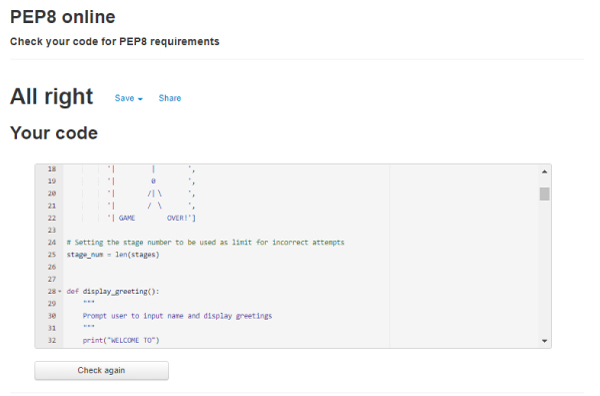 PEP8 online
Check your code for PEP8 requirements
All right Save Share
Your code
18 '|         |        ',
19 '|         0        ',
20 '|        /|\        ',
21 '|        / \        ',
22 '| GAME        OVER!']
23
24 # Setting the stage number to be used as limit for incorrect attempts
25 stage_num = len(stages)
26
27
28 def display_greeting():
29     """
30     Prompt user to input name and display greetings
31     """
32     print("WELCOME TO")
Check again